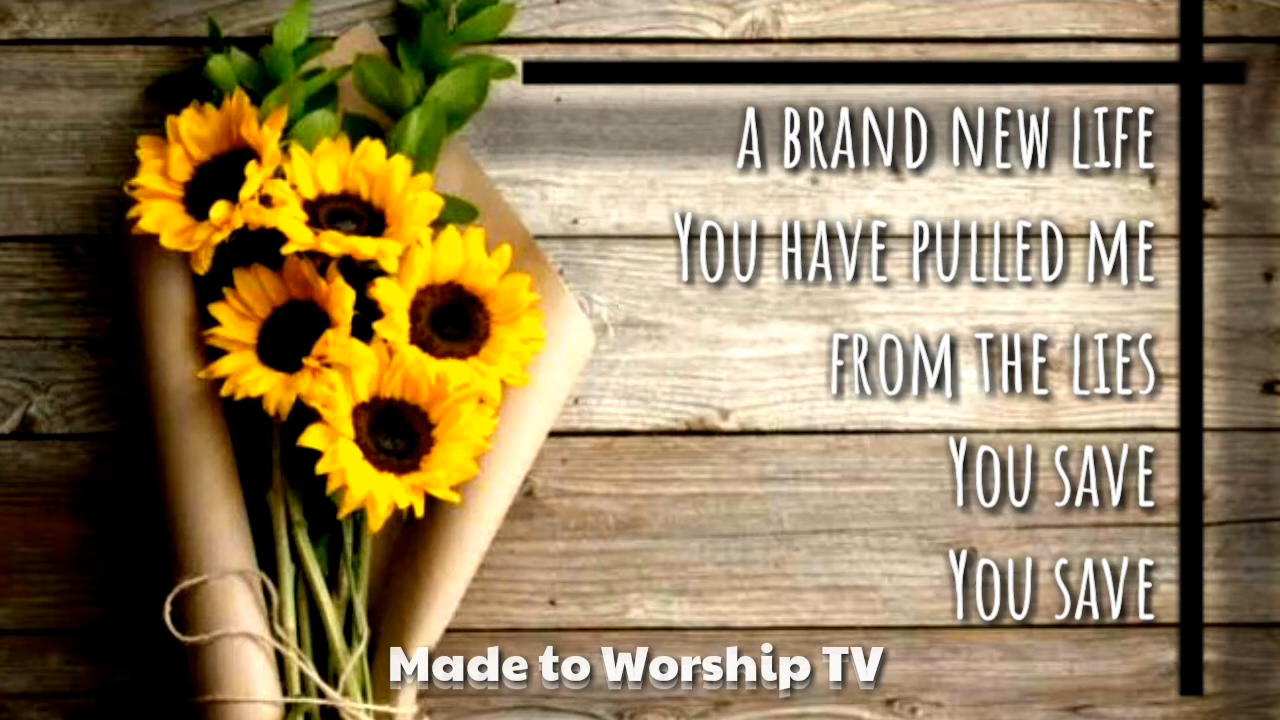 A BRAND NEW LIFE
YOU HAVE PULLED ME
FROM THE LIES
YOU SAVE
YOU SAVE
Made to Worship TV